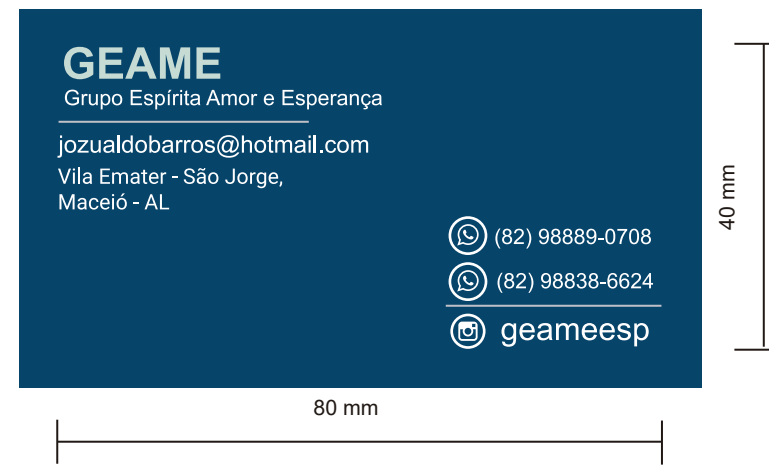 GEAME
Grupo Espírita Amor e Esperança
jozualdobarros@hotmail.com
Vila Emater - São Jorge,
Maceió - AL
(82) 98889-0708
(82) 98838-6624
geameesp
40 mm
80 mm